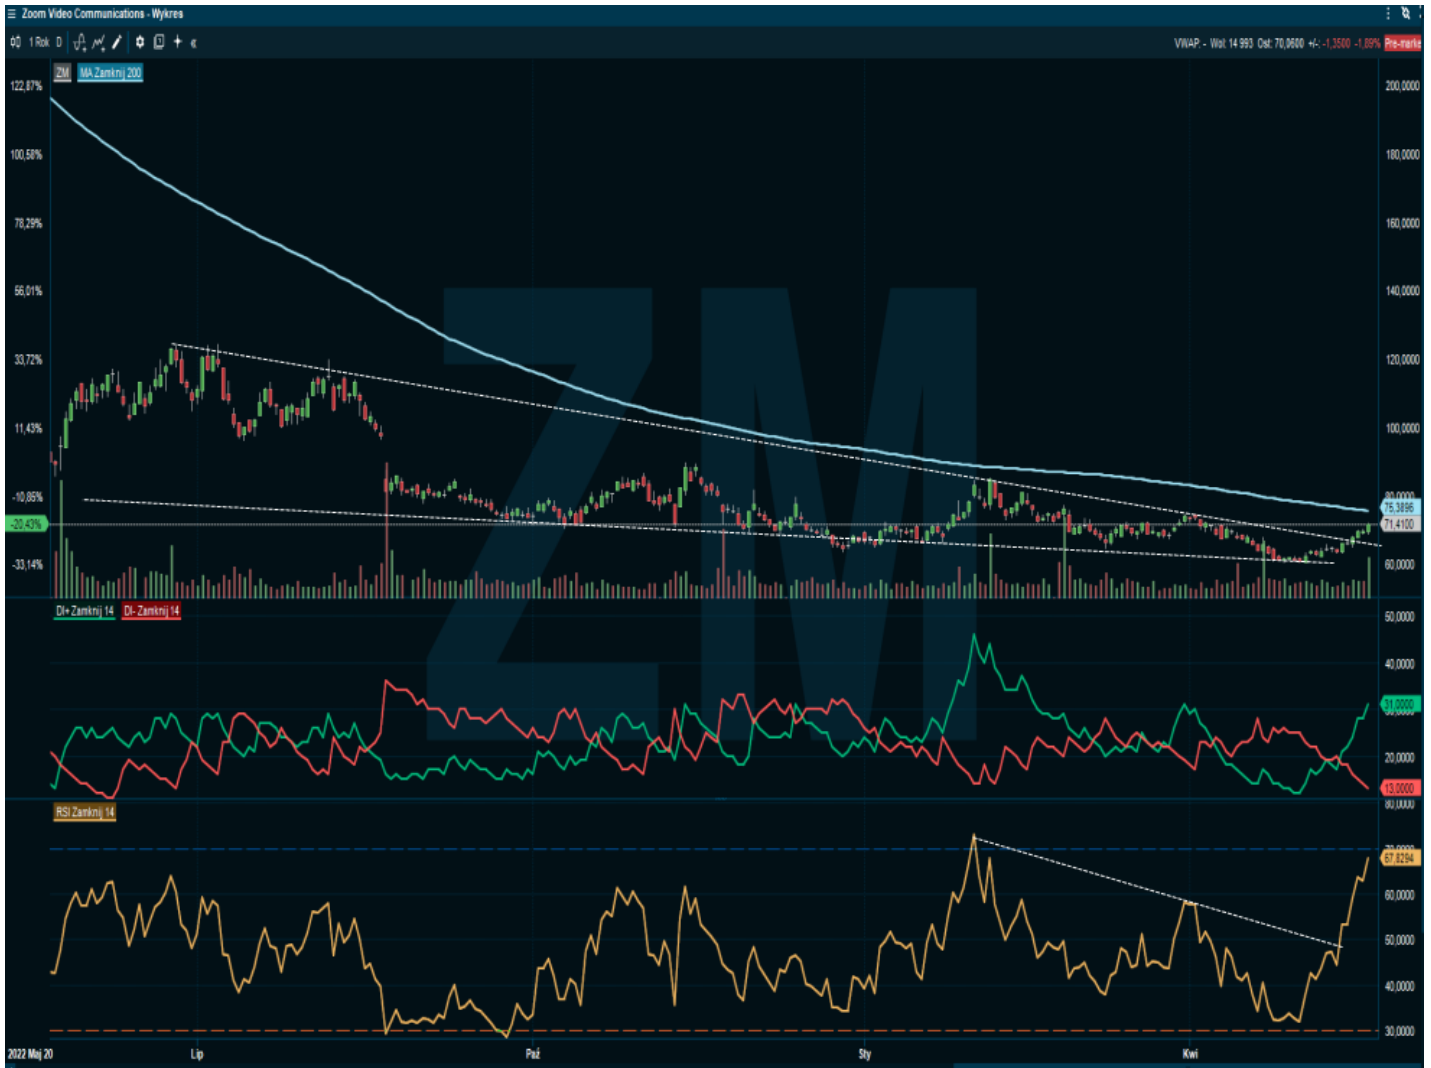 Zoom Video Communications - Wykres
1 Rok D
VWAP: - Wol: 14 993 Ost: 70,0600 +/-: -1,3500 -1,89% Pre-marke
ZM MA Zamknij 200
122,87% 200,0000
100,58% 180,0000
78,29% 160,0000
56,01% 140,0000
33,72% 120,0000
11,43% 100,0000
-10,85% 80,0000
75,3896
-20,43% 71,4100
-33,14% 60,0000
ZM
DI+ Zamknij 14 DI- Zamknij 14
50,0000
40,0000
31,0000
20,0000
13,0000
RSI Zamknij 14
80,0000
67,8294
60,0000
50,0000
40,0000
30,0000
2022 Maj 20 Lip Paź Sty Kwi